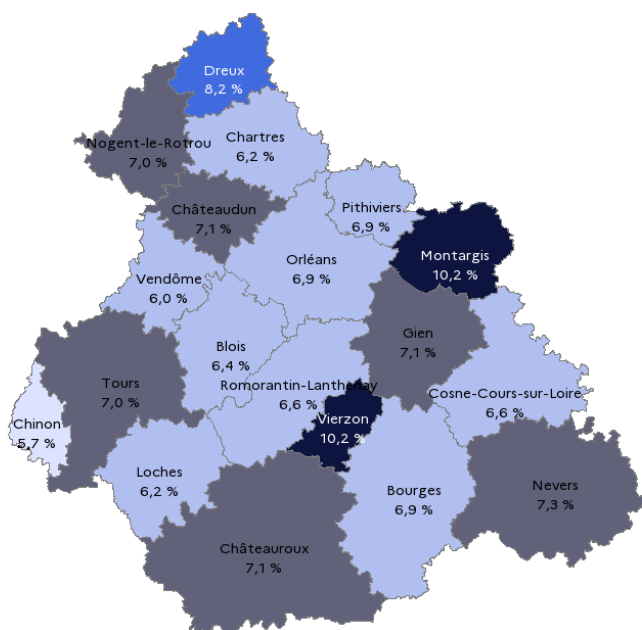 Dreux
8,2 %
Nogent-le-Rotrou
7,0 %
Chartres
6,2 %
Châteaudun
7,1 %
Pithiviers
6,9 %
Montargis
10,2 %
Orléans
6,9 %
Vendôme
6,0 %
Gien
7,1 %
Blois
6,4 %
Tours
7,0 %
Romorantin-Lanthenay
6,6 %
Cosne-Cours-sur-Loire
6,6 %
Chinon
5,7 %
Vierzon
10,2 %
Loches
6,2 %
Bourges
6,9 %
Nevers
7,3 %
Châteauroux
7,1 %